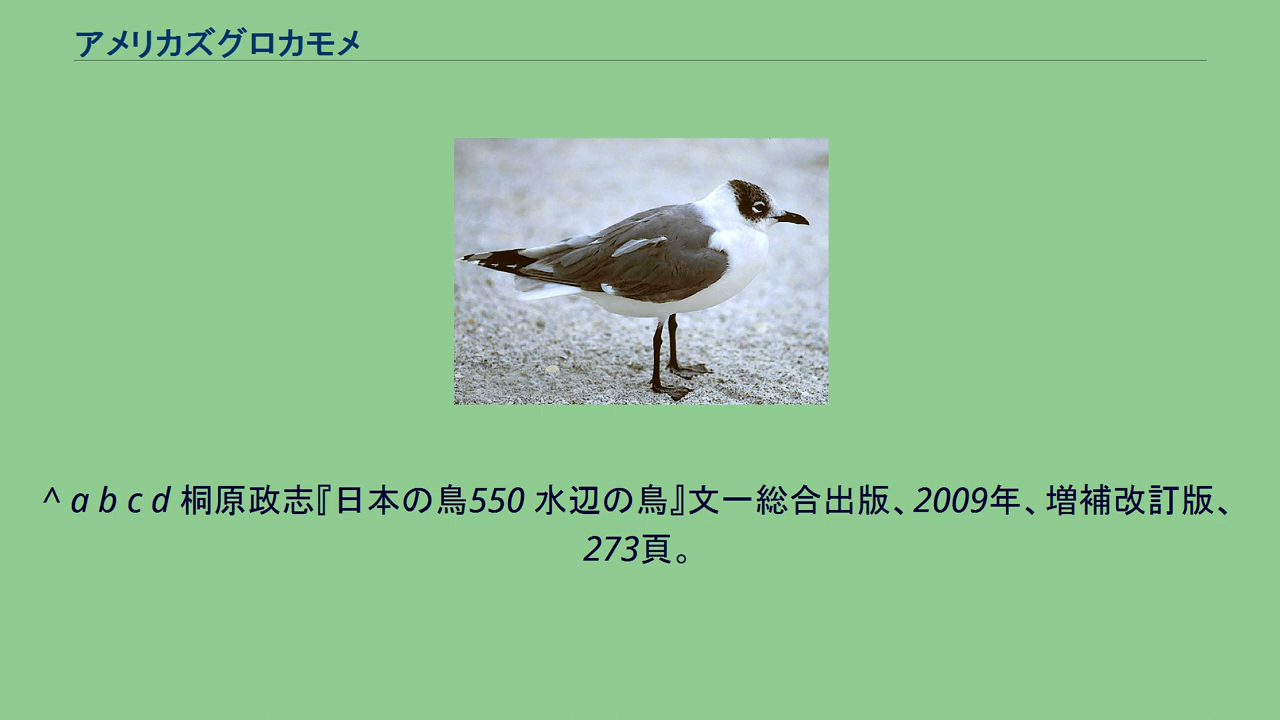 アメリカズグロカモメ
^ a b c d 桐原政志『日本の鳥550 水辺の鳥』文一総合出版、2009年、増補改訂版、
273頁。